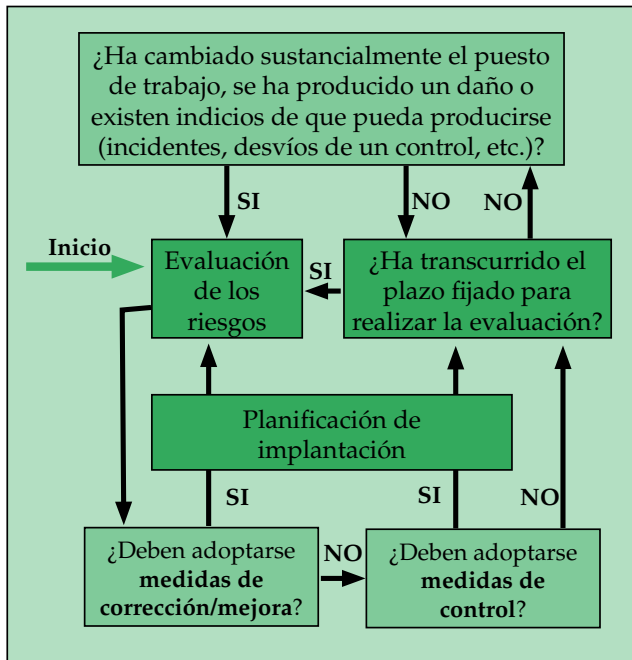 ¿Ha cambiado sustancialmente el puesto
de trabajo, se ha producido un daño o
existen indicios de que pueda producirse
(incidentes, desvíos de un control, etc.)?
SI
NO
NO
Inicio
Evaluación
de los
riesgos
SI
¿Ha transcurrido el
plazo fijado para
realizar la evaluación?
Planificación de
implantación
SI
SI
NO
¿Deben adoptarse
medidas de
corrección/mejora?
NO
¿Deben adoptarse
medidas de
control?